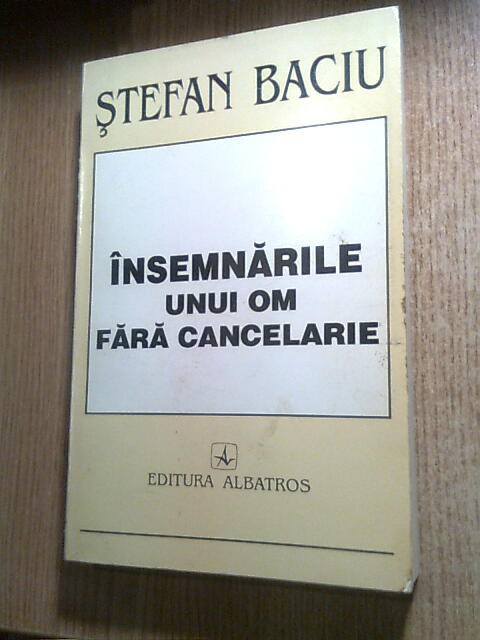 ŞTEFAN BACIU
ÎNSEMNĂRILE
UNUI OM
FĂRĂ CANCELARIE
EDITURA ALBATROS